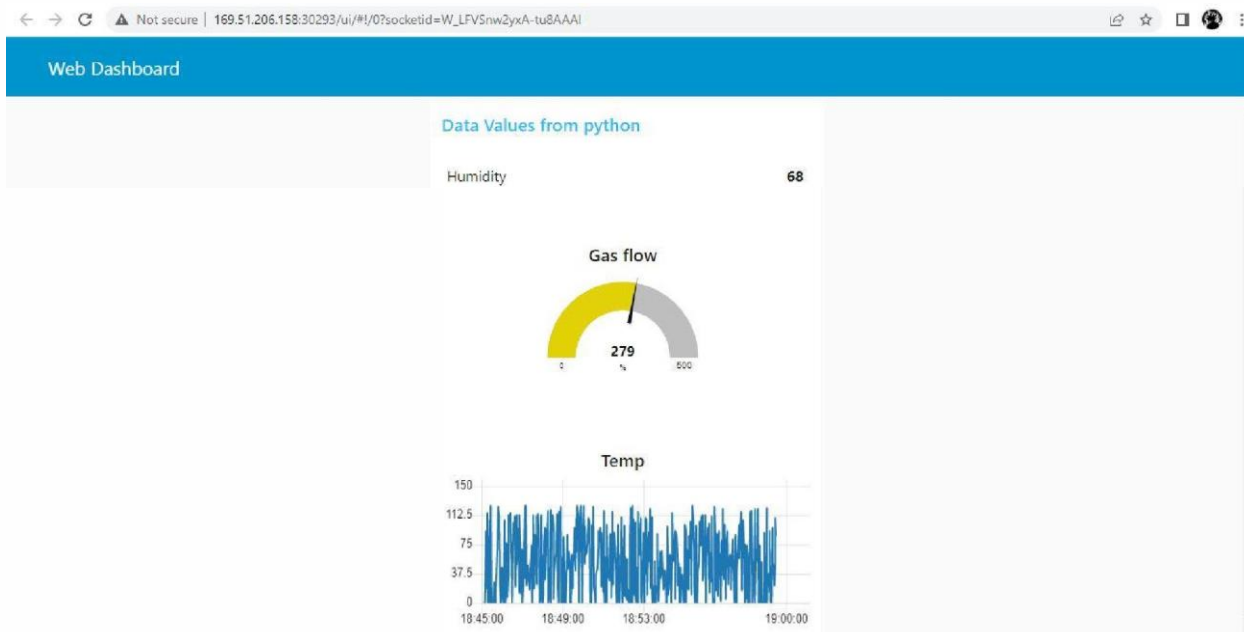 Not secure | 169.51.206.158:30293/ui/#!/0?socketid=W_LFVSnw2yxA-tu8AAAI
Web Dashboard
Data Values from python
Humidity 68
Gas flow
279
0 % 500
Temp
150
112.5
75
37.5
0
18:45:00 18:49:00 18:53:00 19:00:00